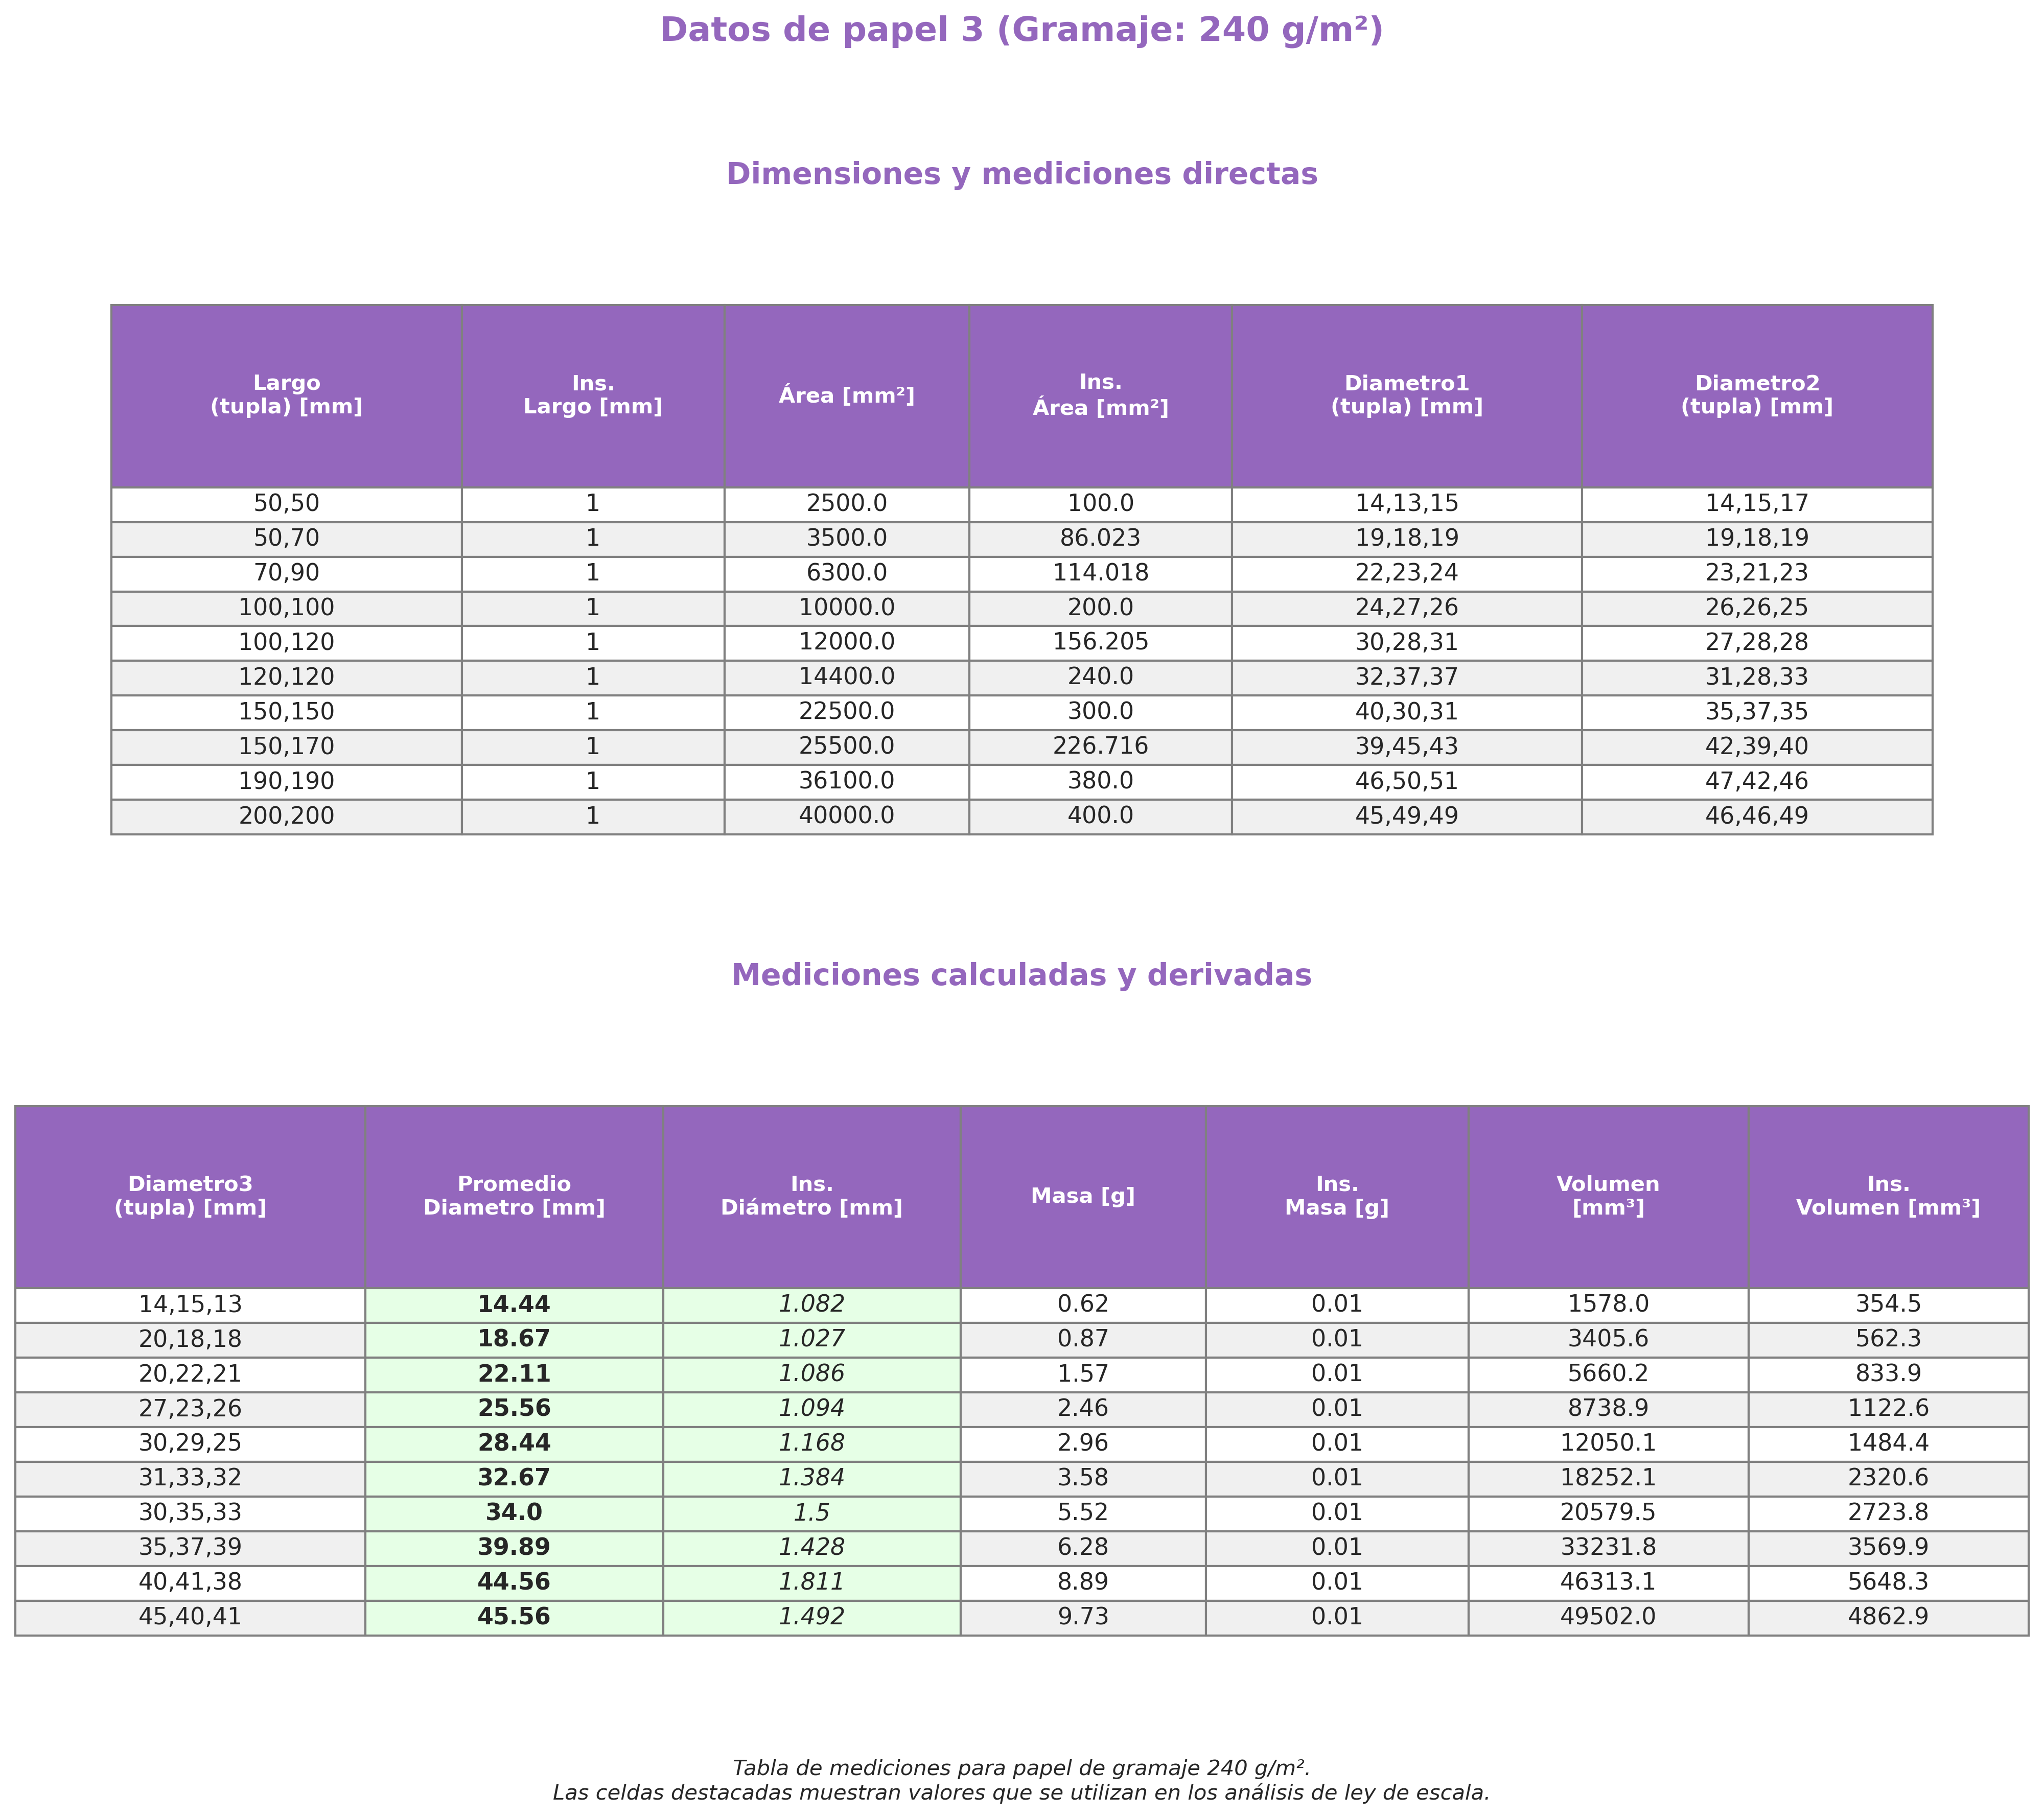 Datos de papel 3 (Gramaje: 240 g/m²)
Dimensiones y mediciones directas
Largo (tupla) [mm] Ins. Largo [mm] Área [mm²] Ins. Área [mm²] Diametro1 (tupla) [mm] Diametro2 (tupla) [mm]
50,50 1 2500.0 100.0 14,13,15 14,15,17
50,70 1 3500.0 86.023 19,18,19 19,18,19
70,90 1 6300.0 114.018 22,23,24 23,21,23
100,100 1 10000.0 200.0 24,27,26 26,26,25
100,120 1 12000.0 156.205 30,28,31 27,28,28
120,120 1 14400.0 240.0 32,37,37 31,28,33
150,150 1 22500.0 300.0 40,30,31 35,37,35
150,170 1 25500.0 226.716 39,45,43 42,39,40
190,190 1 36100.0 380.0 46,50,51 47,42,46
200,200 1 40000.0 400.0 45,49,49 46,46,49
Mediciones calculadas y derivadas
Diametro3 (tupla) [mm] Promedio Diametro [mm] Ins. Diámetro [mm] Masa [g] Ins. Masa [g] Volumen [mm³] Ins. Volumen [mm³]
14,15,13 14.44 1.082 0.62 0.01 1578.0 354.5
20,18,18 18.67 1.027 0.87 0.01 3405.6 562.3
20,22,21 22.11 1.086 1.57 0.01 5660.2 833.9
27,23,26 25.56 1.094 2.46 0.01 8738.9 1122.6
30,29,25 28.44 1.168 2.96 0.01 12050.1 1484.4
31,33,32 32.67 1.384 3.58 0.01 18252.1 2320.6
30,35,33 34.0 1.5 5.52 0.01 20579.5 2723.8
35,37,39 39.89 1.428 6.28 0.01 33231.8 3569.9
40,41,38 44.56 1.811 8.89 0.01 46313.1 5648.3
45,40,41 45.56 1.492 9.73 0.01 49502.0 4862.9
Tabla de mediciones para papel de gramaje 240 g/m².
Las celdas destacadas muestran valores que se utilizan en los análisis de ley de escala.